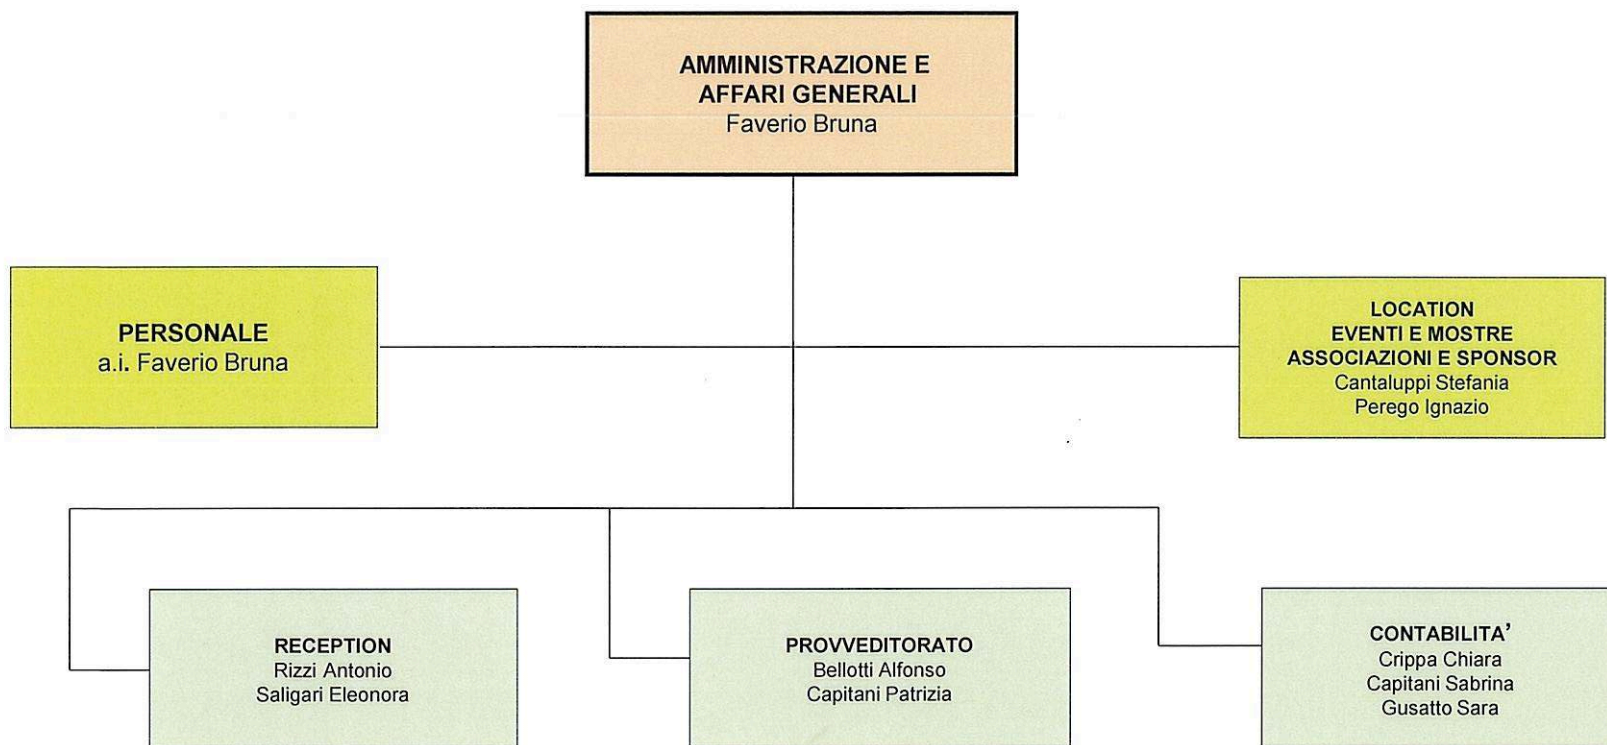 AMMINISTRAZIONE E
AFFARI GENERALI
Faverio Bruna
PERSONALE
a.i. Faverio Bruna
LOCATION
EVENTI E MOSTRE
ASSOCIAZIONI E SPONSOR
Cantaluppi Stefania
Perego Ignazio
RECEPTION
Rizzi Antonio
Saligari Eleonora
PROVVEDITORATO
Bellotti Alfonso
Capitani Patrizia
CONTABILITA'
Crippa Chiara
Capitani Sabrina
Gusatto Sara